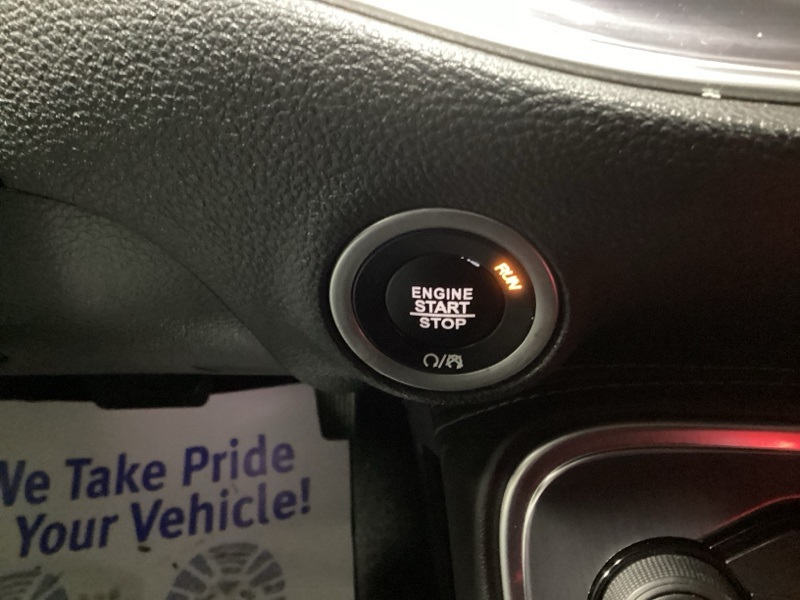 RUN
ENGINE
START
STOP
We Take Pride
Your Vehicle!